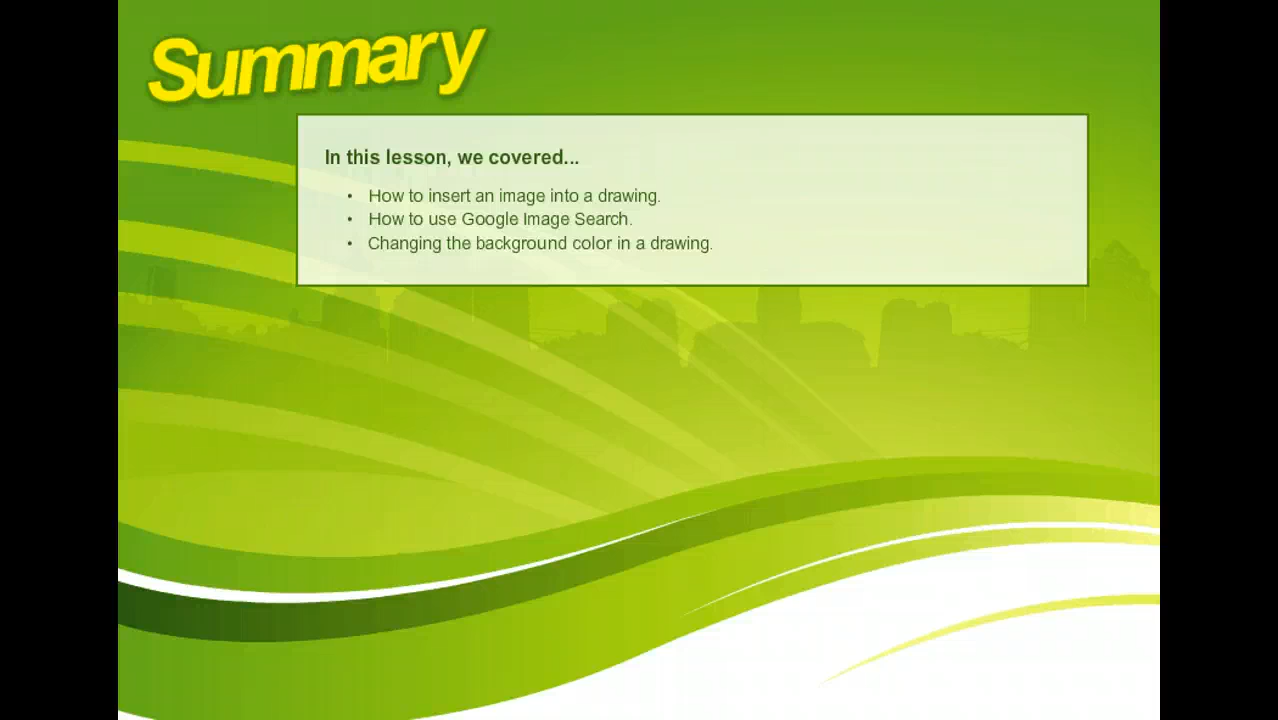 Summary
In this lesson, we covered...
• How to insert an image into a drawing.
• How to use Google Image Search.
• Changing the background color in a drawing.